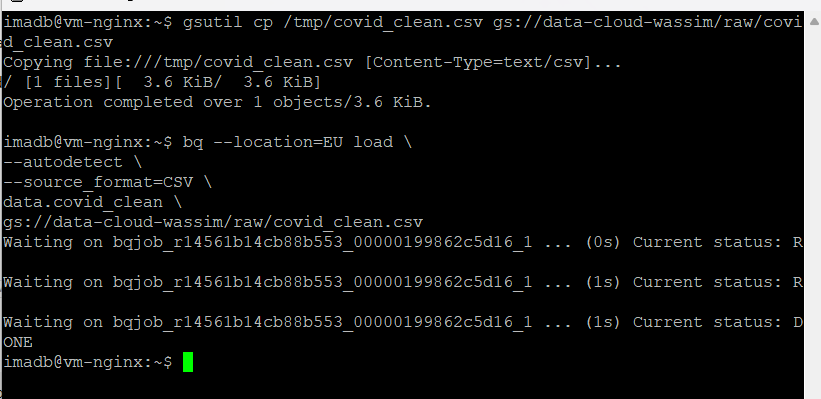 imadb@vm-nginx:~$ gsutil cp /tmp/covid_clean.csv gs://data-cloud-wassim/raw/covi
d_clean.csv
Copying file:///tmp/covid_clean.csv [Content-Type=text/csv]...
/ [1 files][  3.6 KiB/  3.6 KiB]
Operation completed over 1 objects/3.6 KiB.
imadb@vm-nginx:~$ bq --location=EU load \
--autodetect \
--source_format=CSV \
data.covid_clean \
gs://data-cloud-wassim/raw/covid_clean.csv
Waiting on bqjob_r14561b14cb88b553_00000199862c5d16_1 ... (0s) Current status: R
Waiting on bqjob_r14561b14cb88b553_00000199862c5d16_1 ... (1s) Current status: R
Waiting on bqjob_r14561b14cb88b553_00000199862c5d16_1 ... (1s) Current status: D
ONE
imadb@vm-nginx:~$